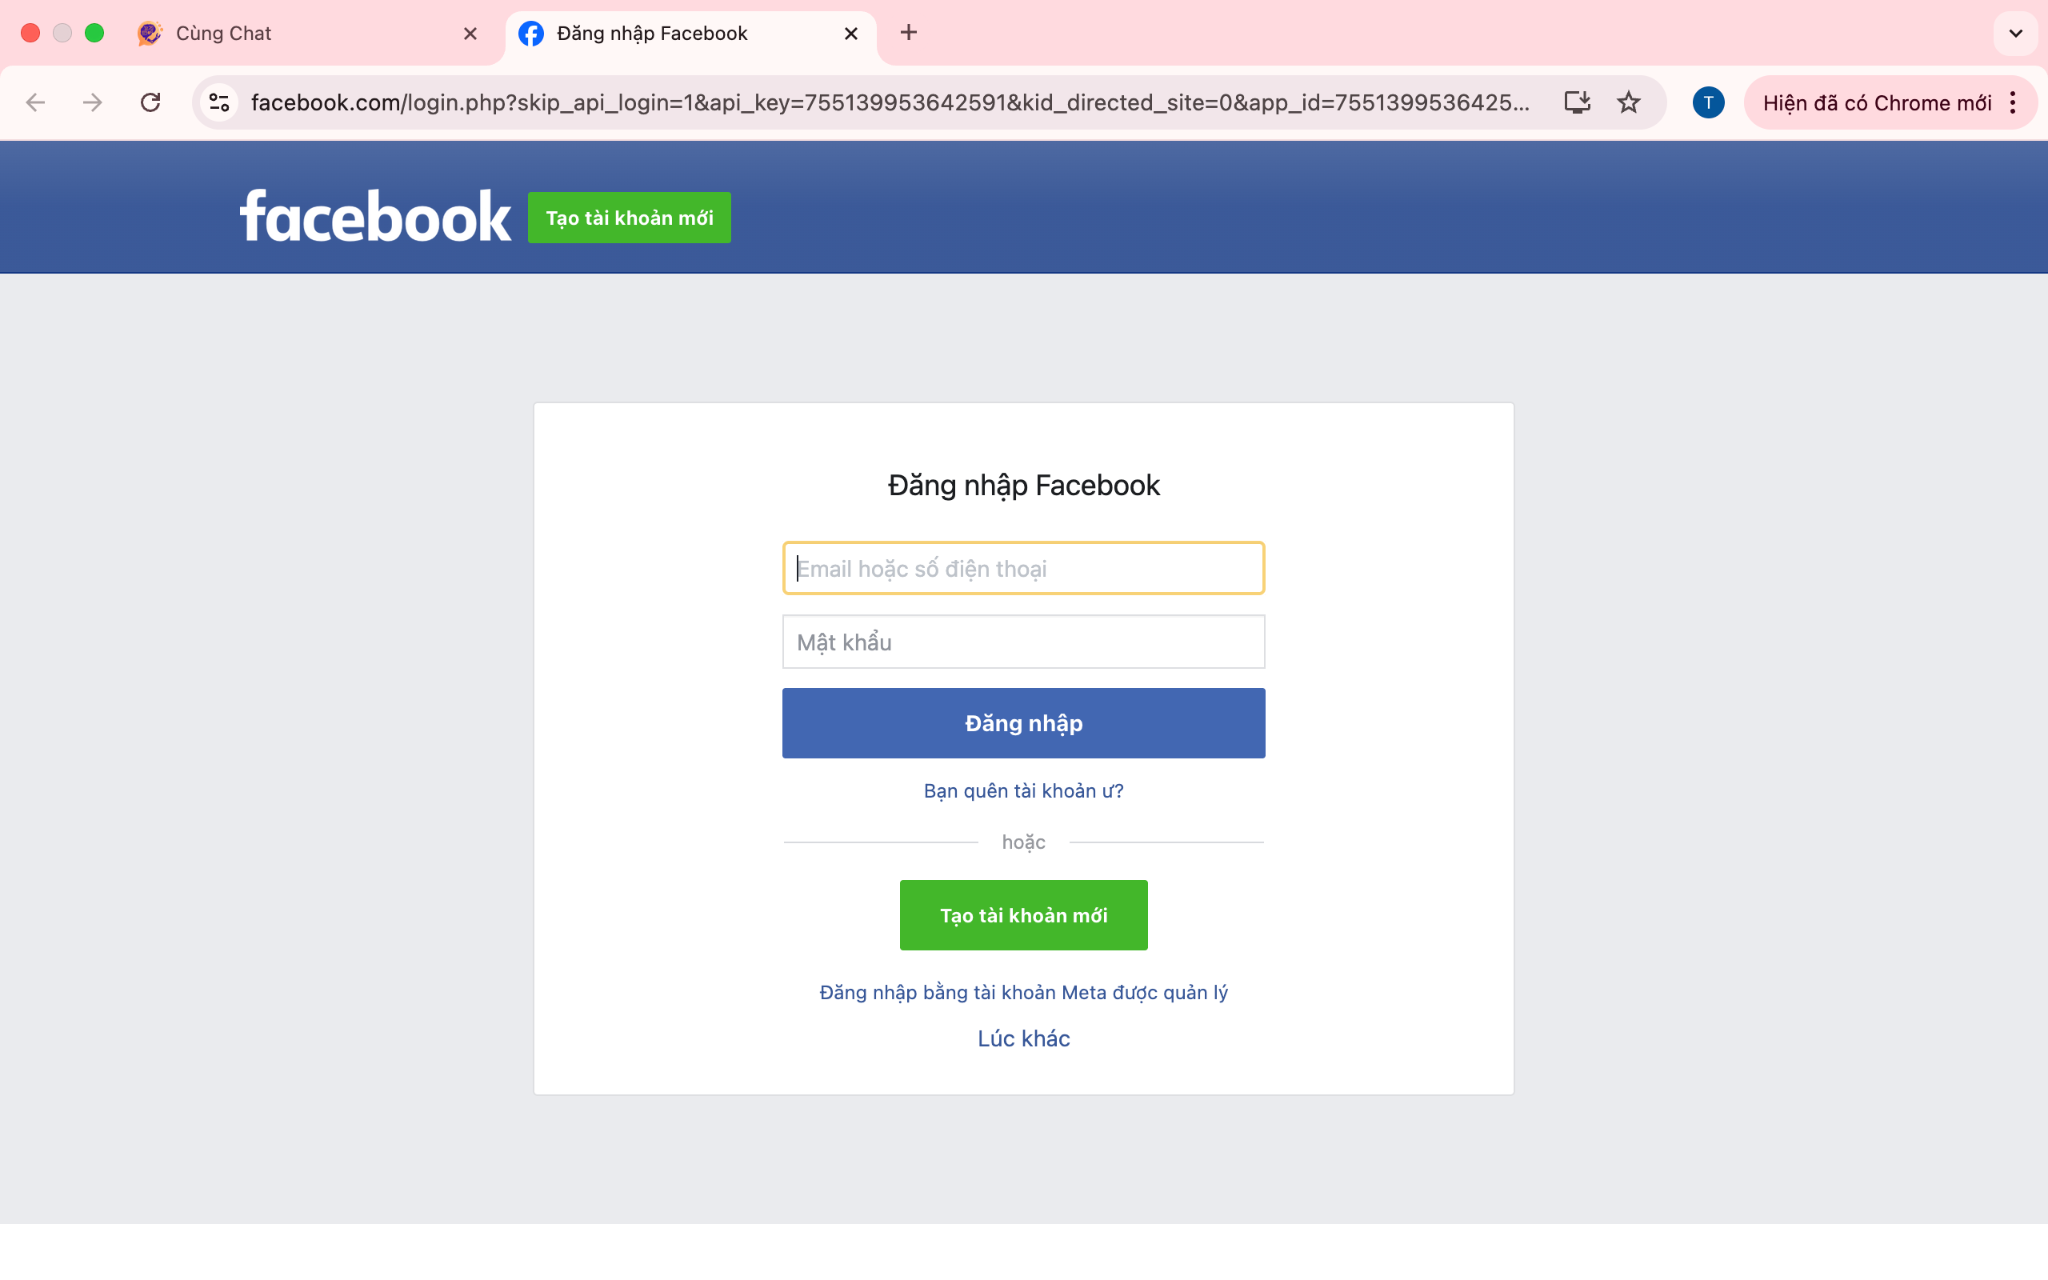 Cùng Chat
Đăng nhập Facebook
facebook.com/login.php?skip_api_login=1&api_key=755139953642591&kid_directed_site=0&app_id=7551399536425...
T
Hiện đã có Chrome mới
facebook
Tạo tài khoản mới
Đăng nhập Facebook
Email hoặc số điện thoại
Mật khẩu
Đăng nhập
Bạn quên tài khoản ư?
hoặc
Tạo tài khoản mới
Đăng nhập bằng tài khoản Meta được quản lý
Lúc khác